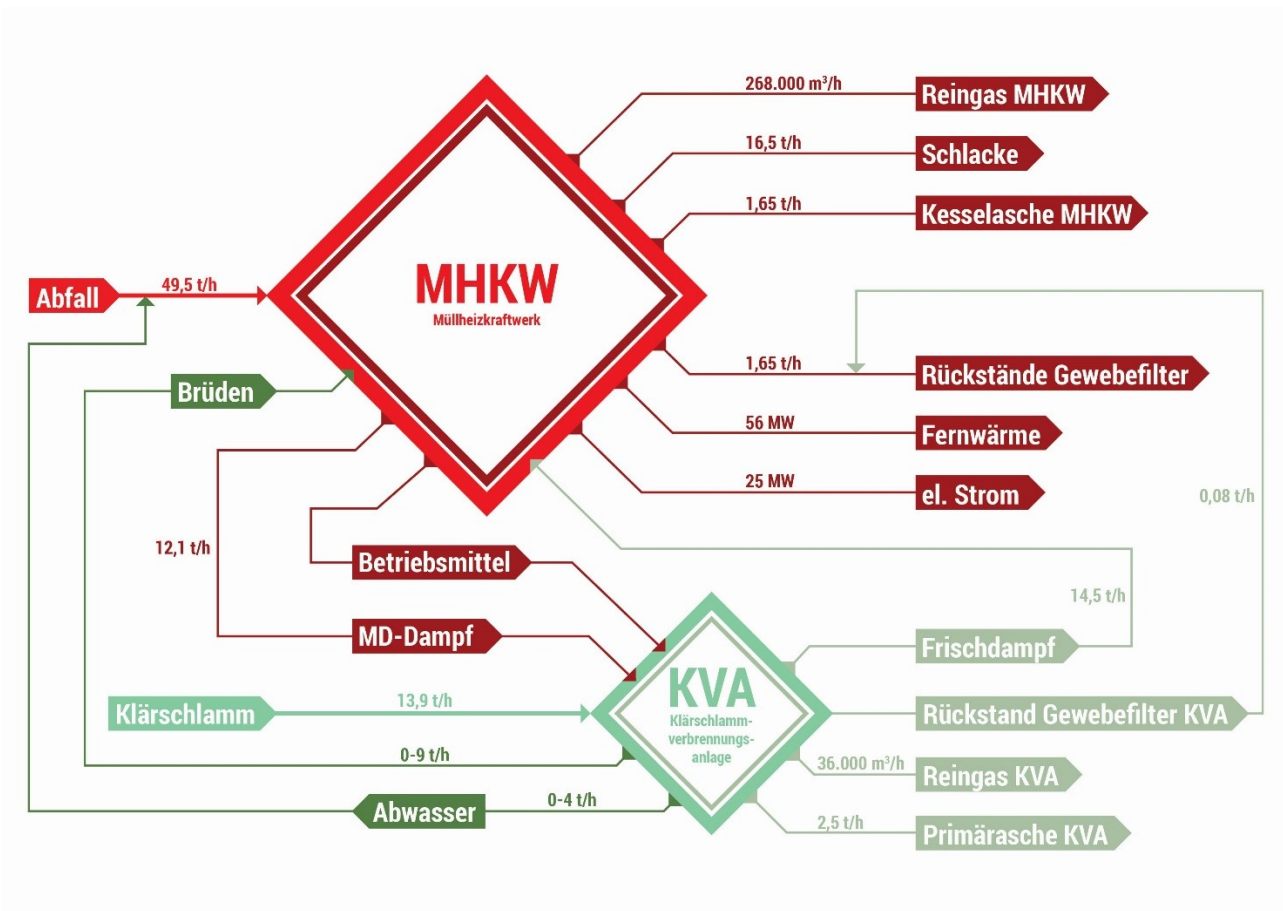 268.000 m³/h
Reingas MHKW
16,5 t/h
Schlacke
1,65 t/h
Kesselasche MHKW
MHKW
Müllheizkraftwerk
Abfall
49,5 t/h
Brüden
1,65 t/h
Rückstände Gewebefilter
56 MW
Fernwärme
25 MW
el. Strom
0,08 t/h
12,1 t/h
Betriebsmittel
14,5 t/h
MD-Dampf
Frischdampf
KVA
Klärschlamm-
verbrennungs-
anlage
Klärschlamm
13,9 t/h
Rückstand Gewebefilter KVA
0-9 t/h
36.000 m³/h
Reingas KVA
Abwasser
0-4 t/h
2,5 t/h
Primärasche KVA